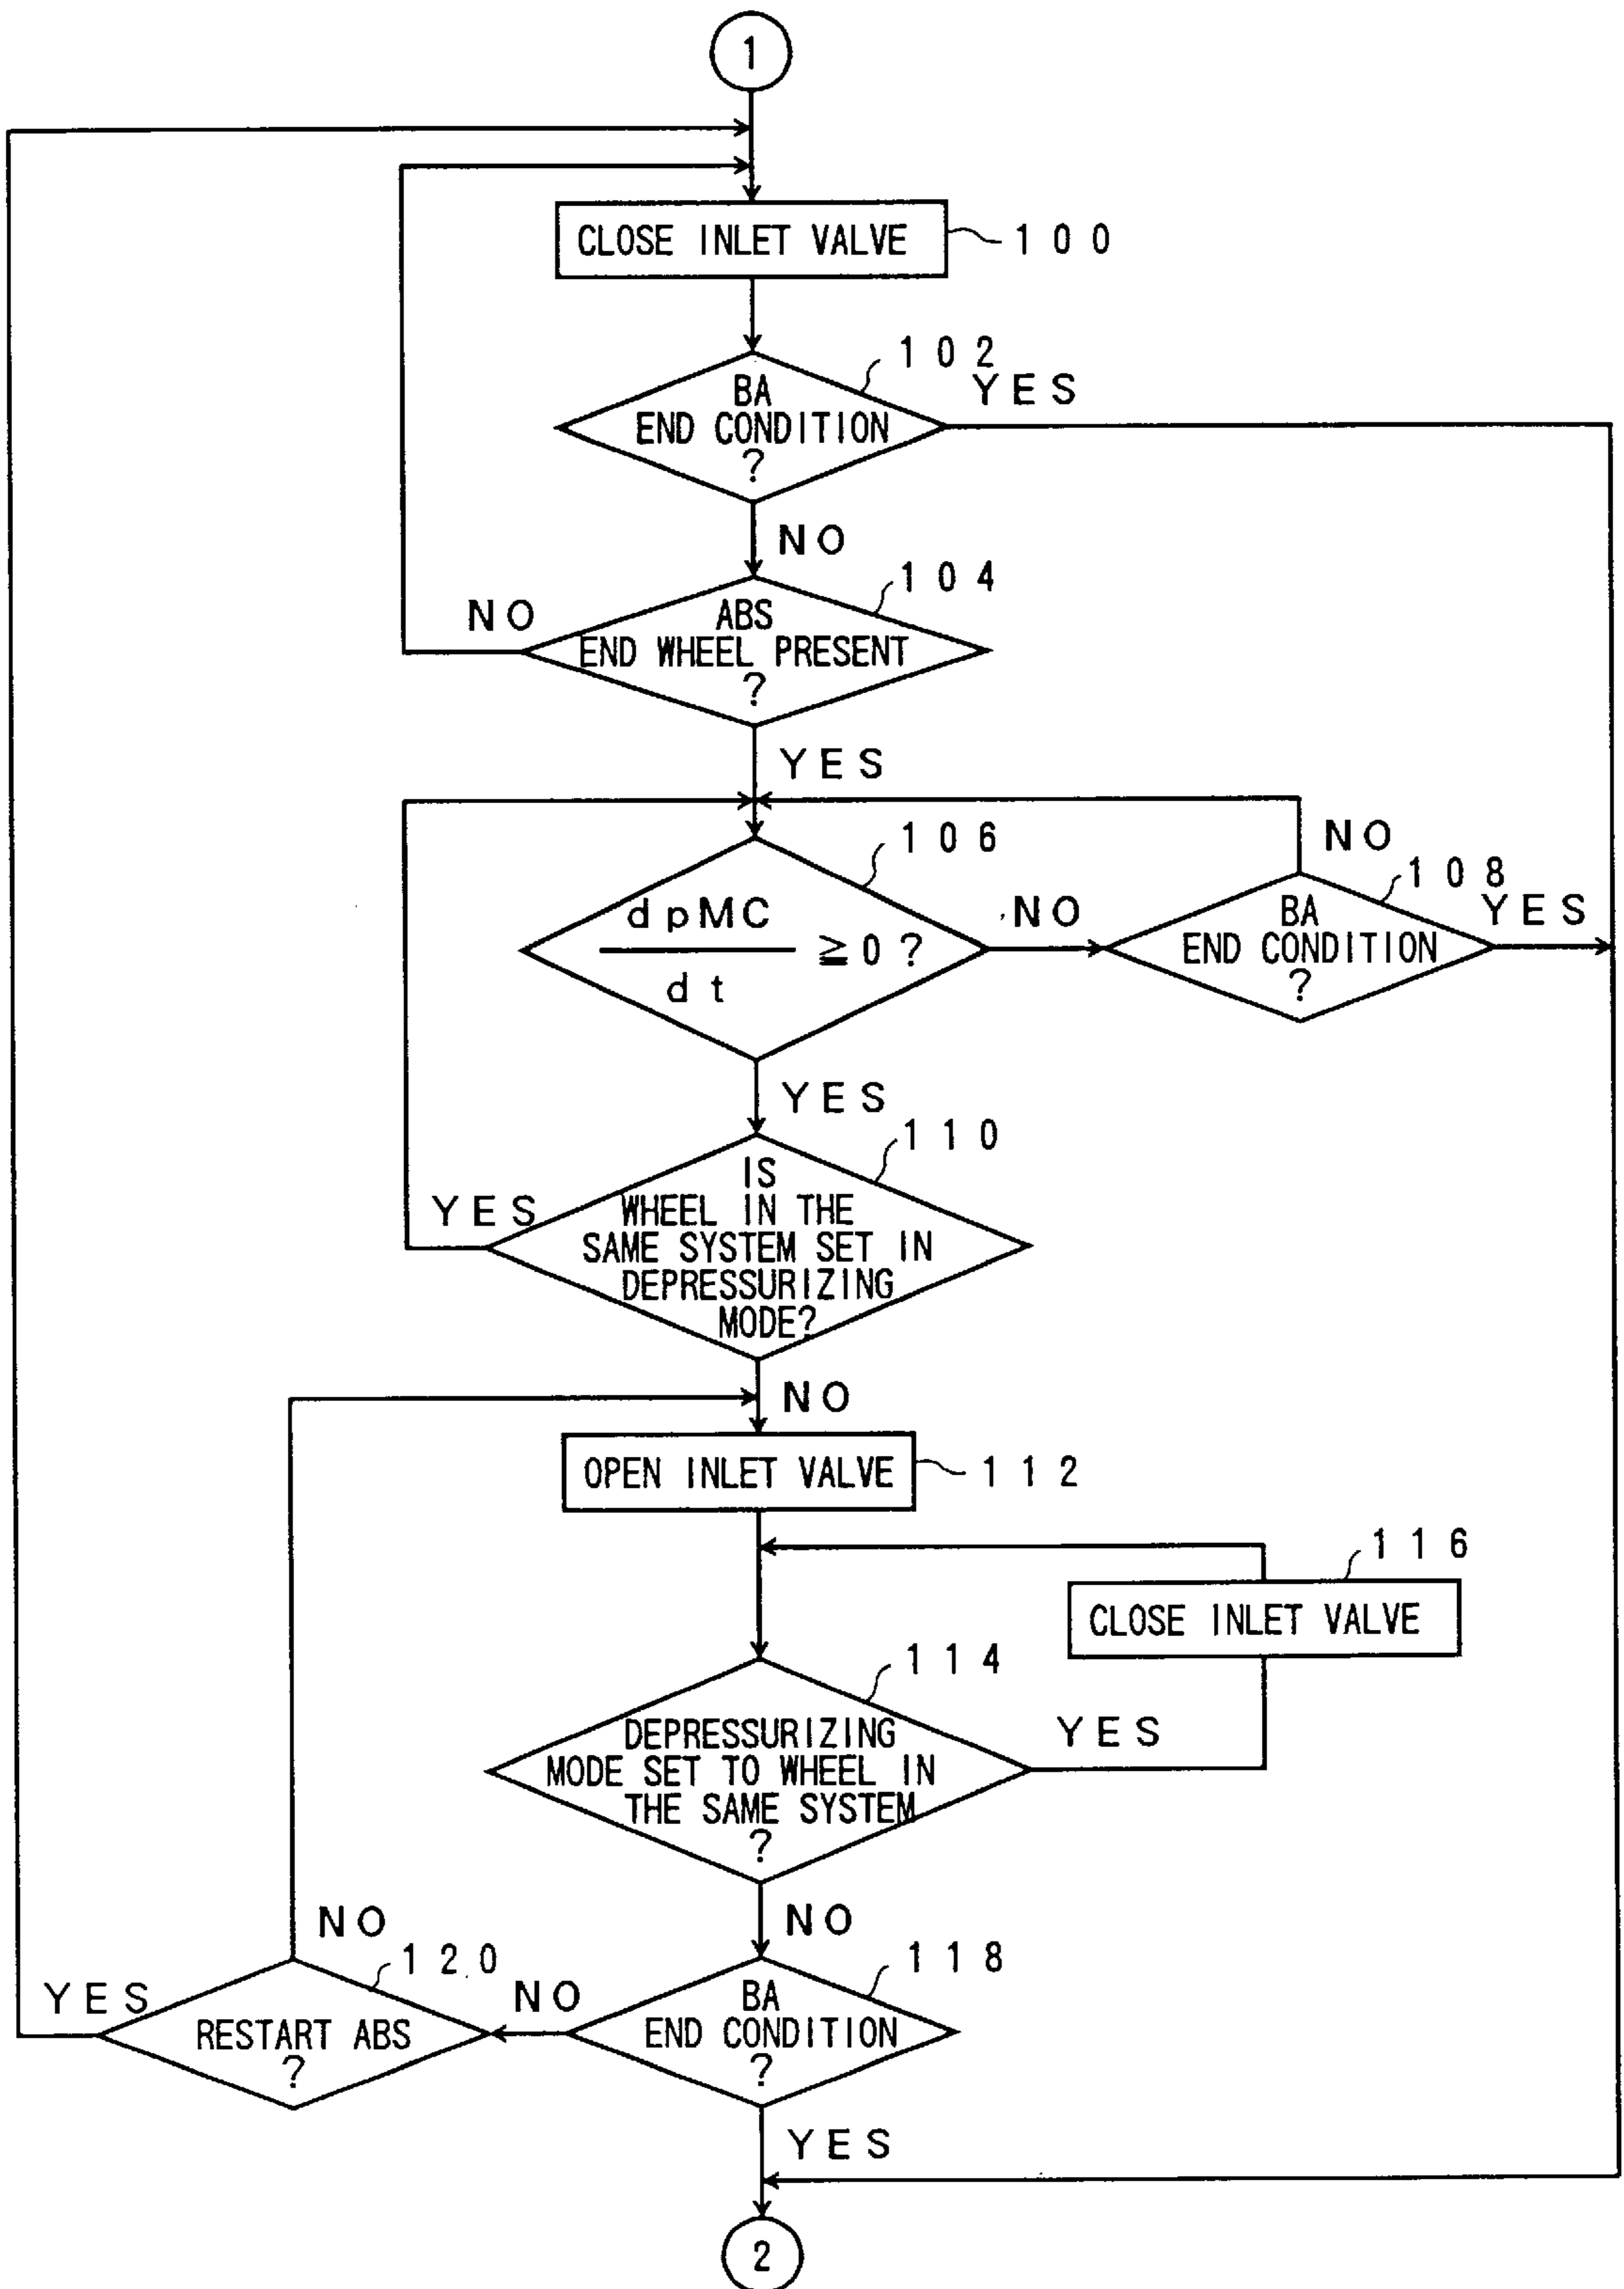 1
CLOSE INLET VALVE
100
102
BA
END CONDITION
?
YES
NO
104
ABS
END WHEEL PRESENT
?
NO
YES
106
dpMC
dt
≧0?
NO
108
BA
END CONDITION
?
NO
YES
YES
110
IS
WHEEL IN THE
SAME SYSTEM SET IN
DEPRESSURIZING
MODE?
YES
NO
OPEN INLET VALVE
112
116
CLOSE INLET VALVE
114
DEPRESSURIZING
MODE SET TO WHEEL IN
THE SAME SYSTEM
?
YES
NO
118
BA
END CONDITION
?
NO
120
RESTART ABS
?
NO
YES
YES
2